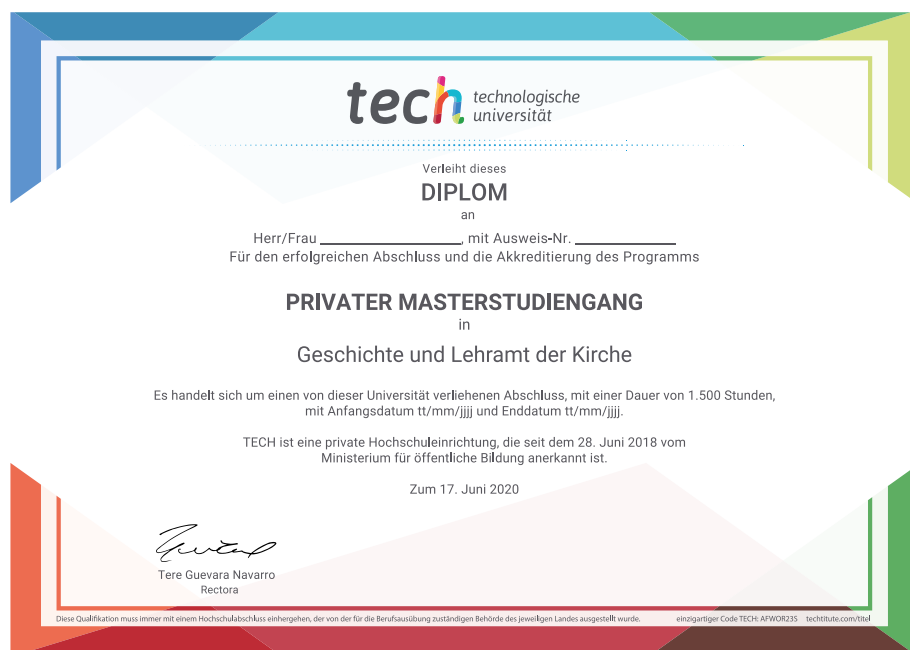 tech technologische
universität
Verleiht dieses
DIPLOM
an
Herr/Frau ____________________, mit Ausweis-Nr. ______________
Für den erfolgreichen Abschluss und die Akkreditierung des Programms
PRIVATER MASTERSTUDIENGANG
in
Geschichte und Lehramt der Kirche
Es handelt sich um einen von dieser Universität verliehenen Abschluss, mit einer Dauer von 1.500 Stunden,
mit Anfangsdatum tt/mm/jjjj und Enddatum tt/mm/jjjj.
TECH ist eine private Hochschuleinrichtung, die seit dem 28. Juni 2018 vom
Ministerium für öffentliche Bildung anerkannt ist.
Zum 17. Juni 2020
Tere Guevara Navarro
Rectora
Diese Qualifikation muss immer mit einem Hochschulabschluss einhergehen, der von der für die Berufsausübung zuständigen Behörde des jeweiligen Landes ausgestellt wurde. einzigartiger Code TECH: AFWOR23S techtitute.com/titel